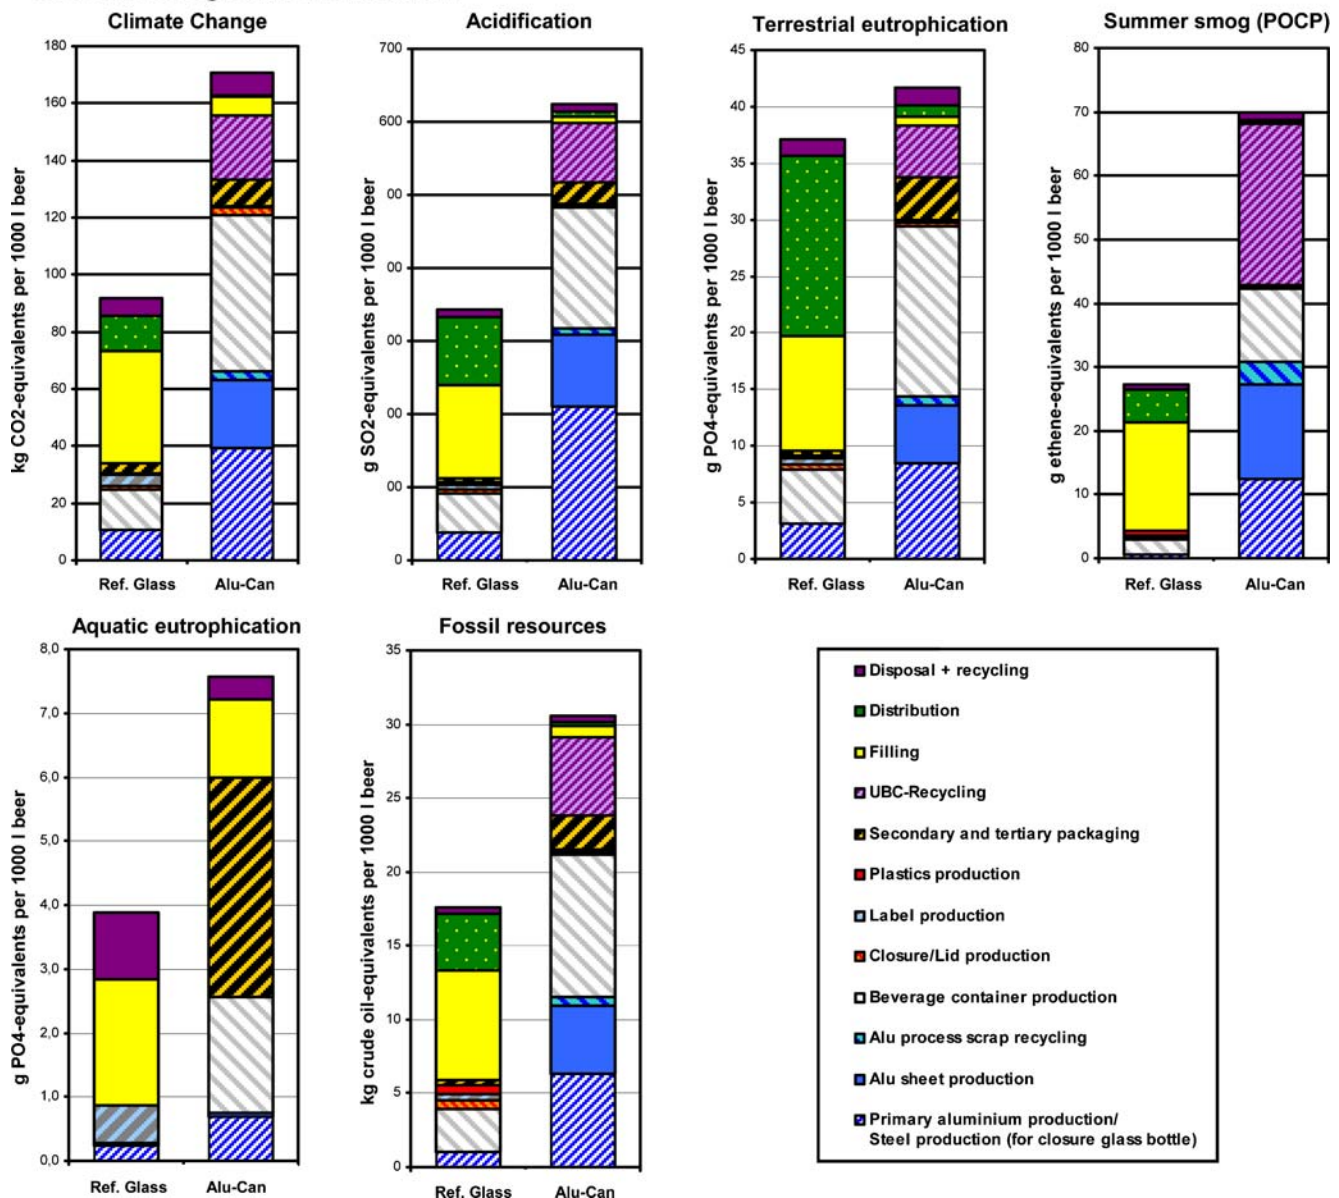 Climate Change
180
160
140
120
100
80
60
40
20
0
kg CO2-equivalents per 1000 l beer
Ref. Glass Alu-Can
Acidification
700
600
00
00
00
00
00
0
g SO2-equivalents per 1000 l beer
Ref. Glass Alu-Can
Terrestrial eutrophication
45
40
35
30
25
20
15
10
5
0
g PO4-equivalents per 1000 l beer
Ref. Glass Alu-Can
Summer smog (POCP)
80
70
60
50
40
30
20
10
0
g ethene-equivalents per 1000 l beer
Ref. Glass Alu-Can
Aquatic eutrophication
8,0
7,0
6,0
5,0
4,0
3,0
2,0
1,0
0,0
g PO4-equivalents per 1000 l beer
Ref. Glass Alu-Can
Fossil resources
35
30
25
20
15
10
5
0
kg crude oil-equivalents per 1000 l beer
Ref. Glass Alu-Can
Disposal + recycling
Distribution
Filling
UBC-Recycling
Secondary and tertiary packaging
Plastics production
Label production
Closure/Lid production
Beverage container production
Alu process scrap recycling
Alu sheet production
Primary aluminium production/
Steel production (for closure glass bottle)